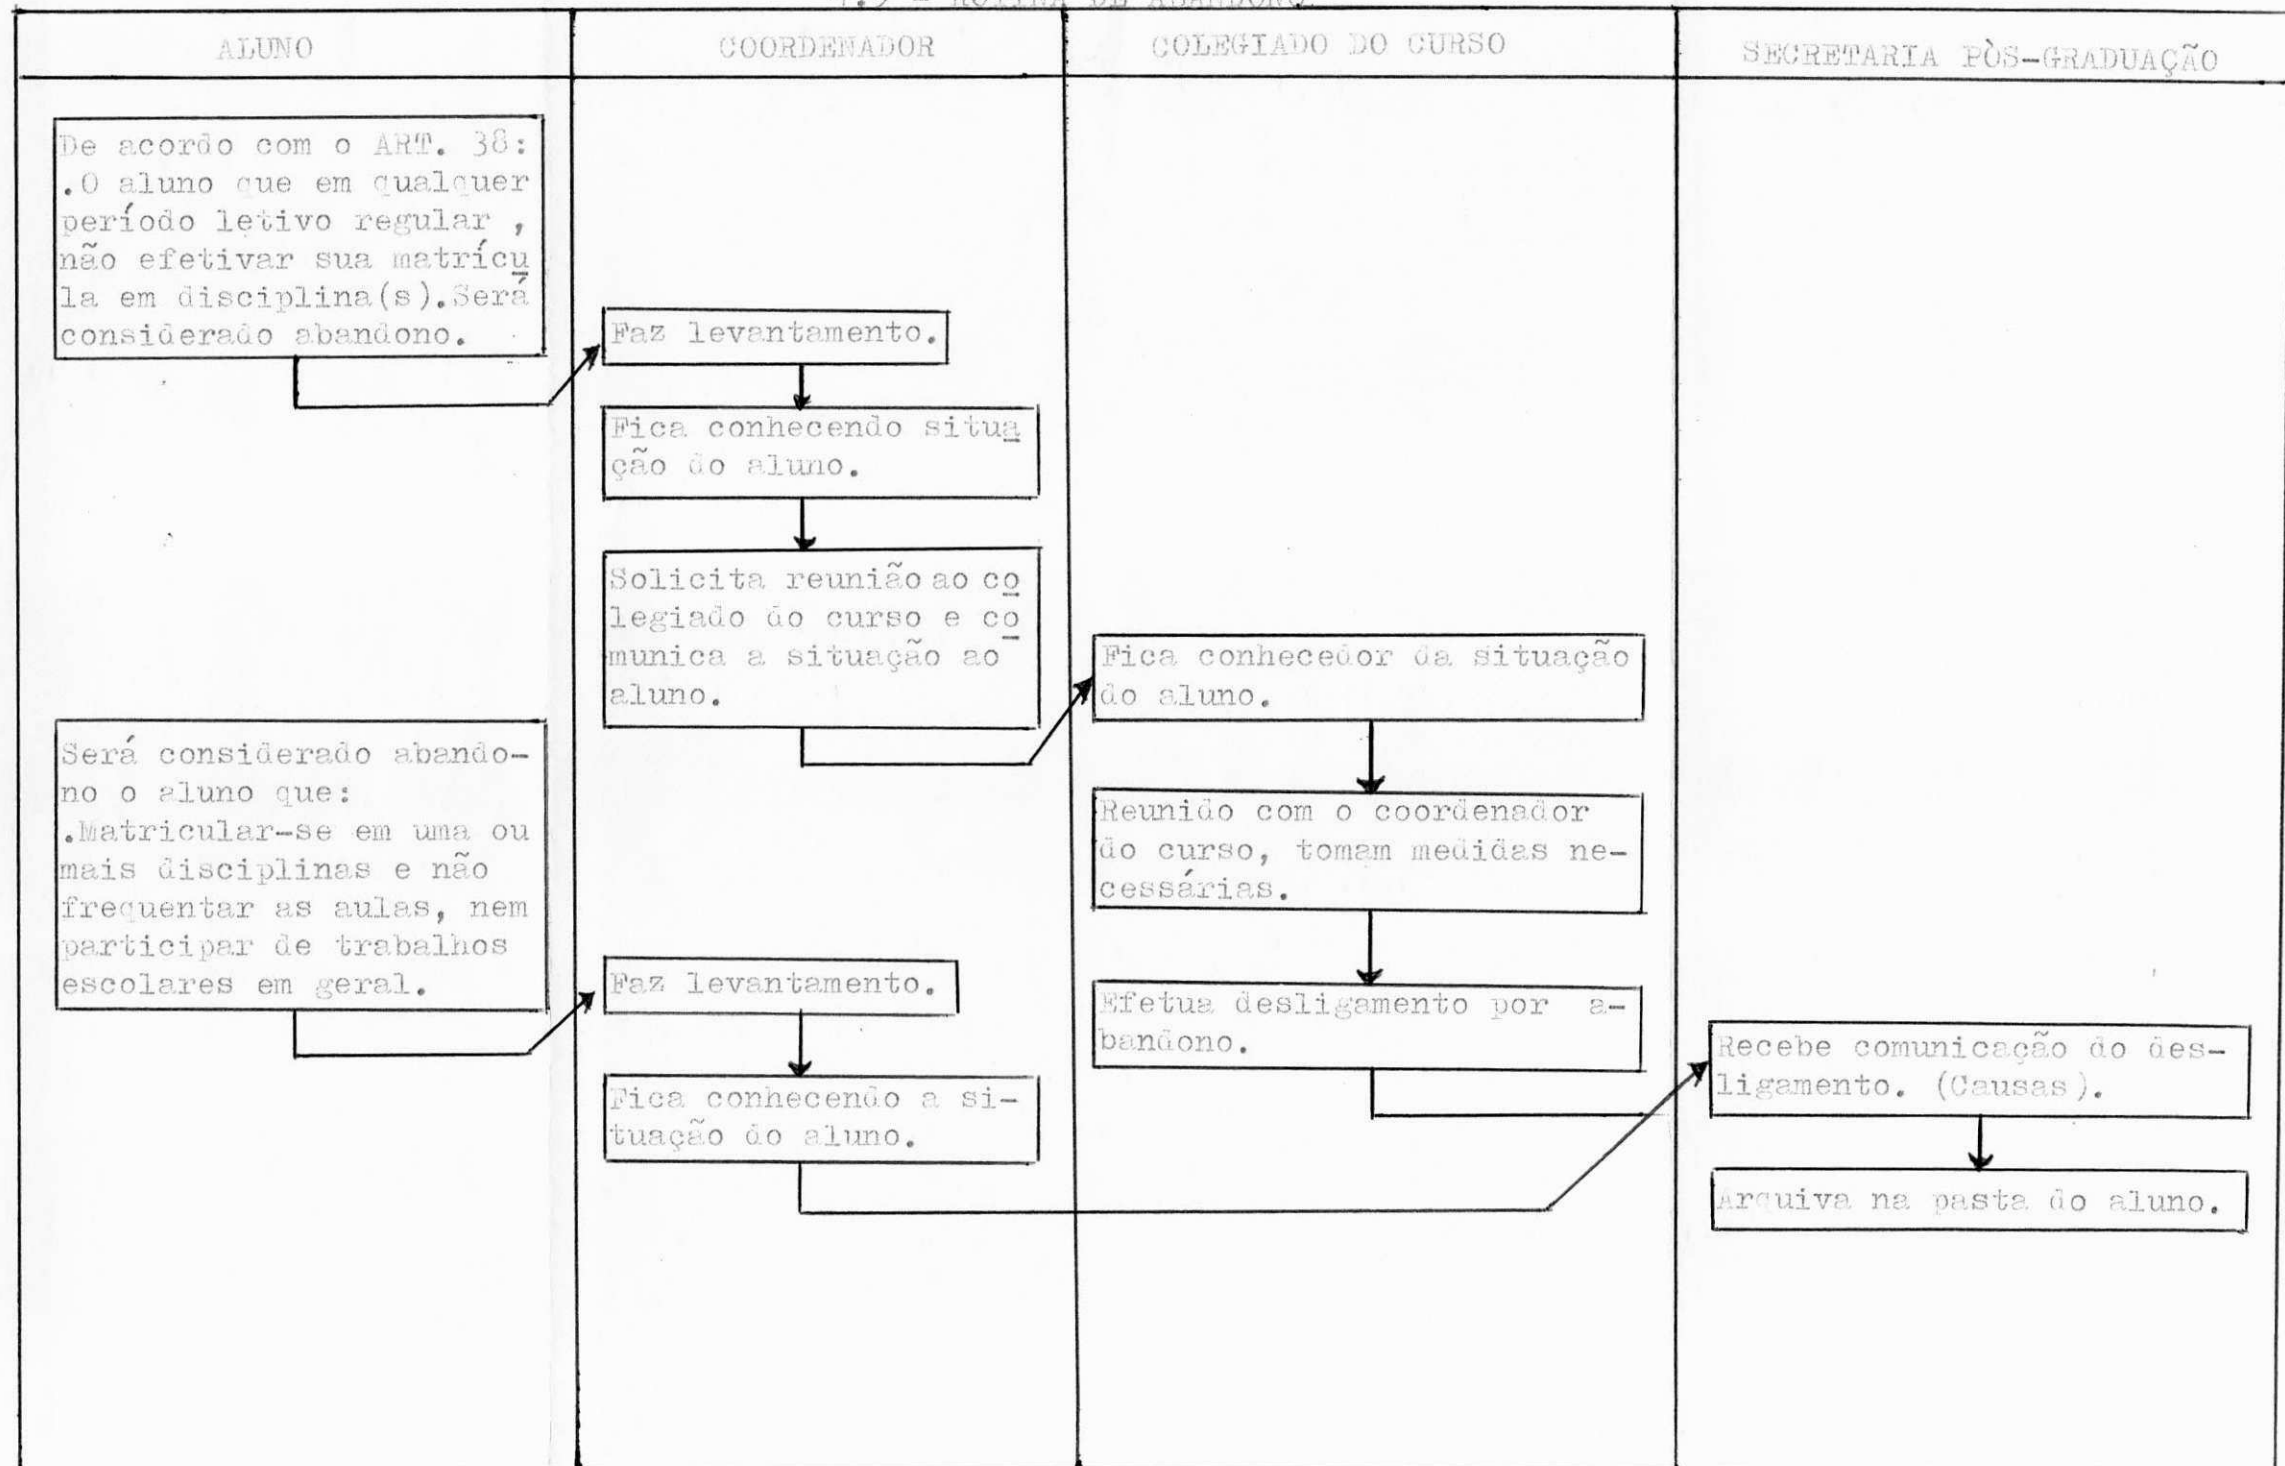 ROTINA DE ABANDONO
ALUNO
COORDENADOR
COLEGIADO DO CURSO
SECRETARIA PÒS-GRADUAÇÃO
De acordo com o ART. 38:
.O aluno que em qualquer
período letivo regular ,
não efetivar sua matrícu
la em disciplina(s).Será
considerado abandono.
Faz levantamento.
Fica conhecendo situa
ção do aluno.
Solicita reunião ao co
legiado do curso e co
munica a situação ao
aluno.
Fica conhecedor da situação
do aluno.
Reunido com o coordenador
do curso, tomam medidas ne-
cessárias.
Efetua desligamento por a-
bandono.
Será considerado abando-
no o aluno que:
.Matricular-se em uma ou
mais disciplinas e não
frequentar as aulas, nem
participar de trabalhos
escolares em geral.
Faz levantamento.
Fica conhecendo a si-
tuação do aluno.
Recebe comunicação do des-
ligamento. (Causas).
Arquiva na pasta do aluno.